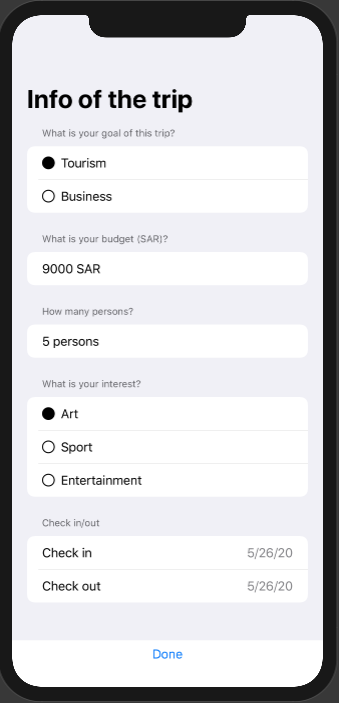 Info of the trip
What is your goal of this trip?
Tourism
Business
What is your budget (SAR)?
9000 SAR
How many persons?
5 persons
What is your interest?
Art
Sport
Entertainment
Check in/out
Check in 5/26/20
Check out 5/26/20
Done